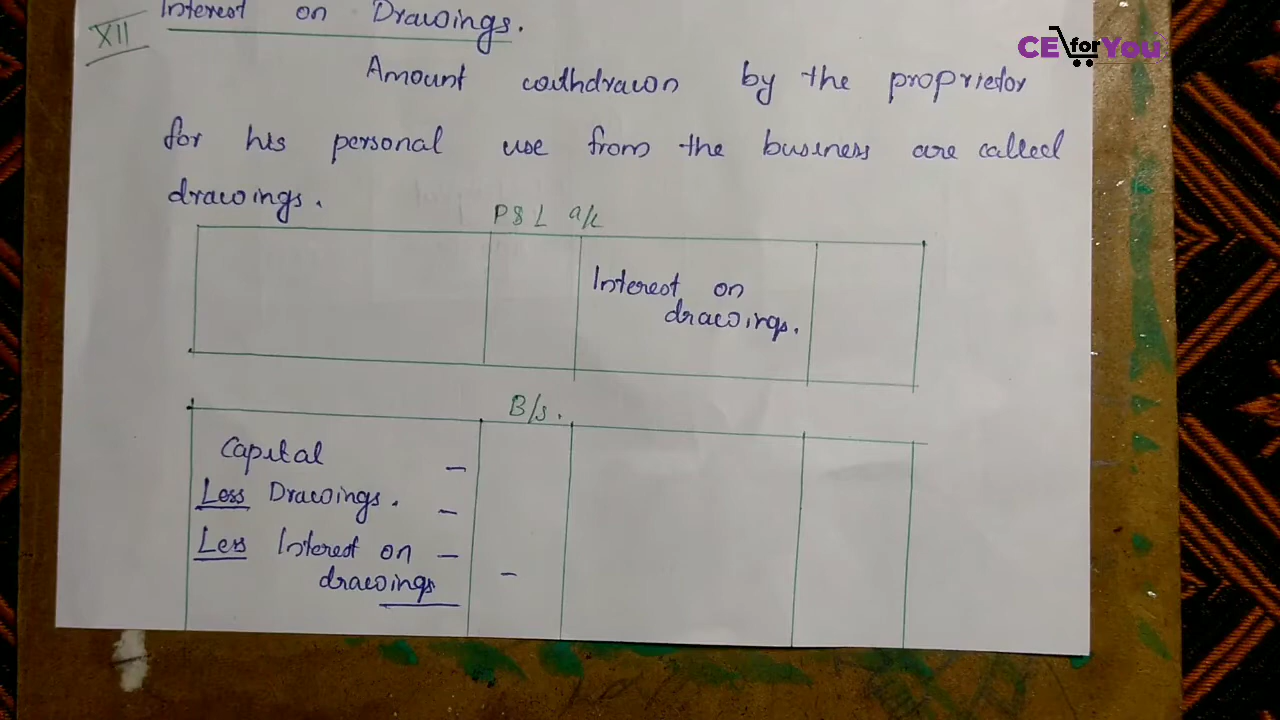 CE for You
XII
Interest on Drawings.
Amount withdrawn by the proprietor
for his personal use from the business are called
drawings.
P & L a/c
Interest on
drawings.
B/s.
Capital –
Less Drawings. –
Less Interest on –
drawings –